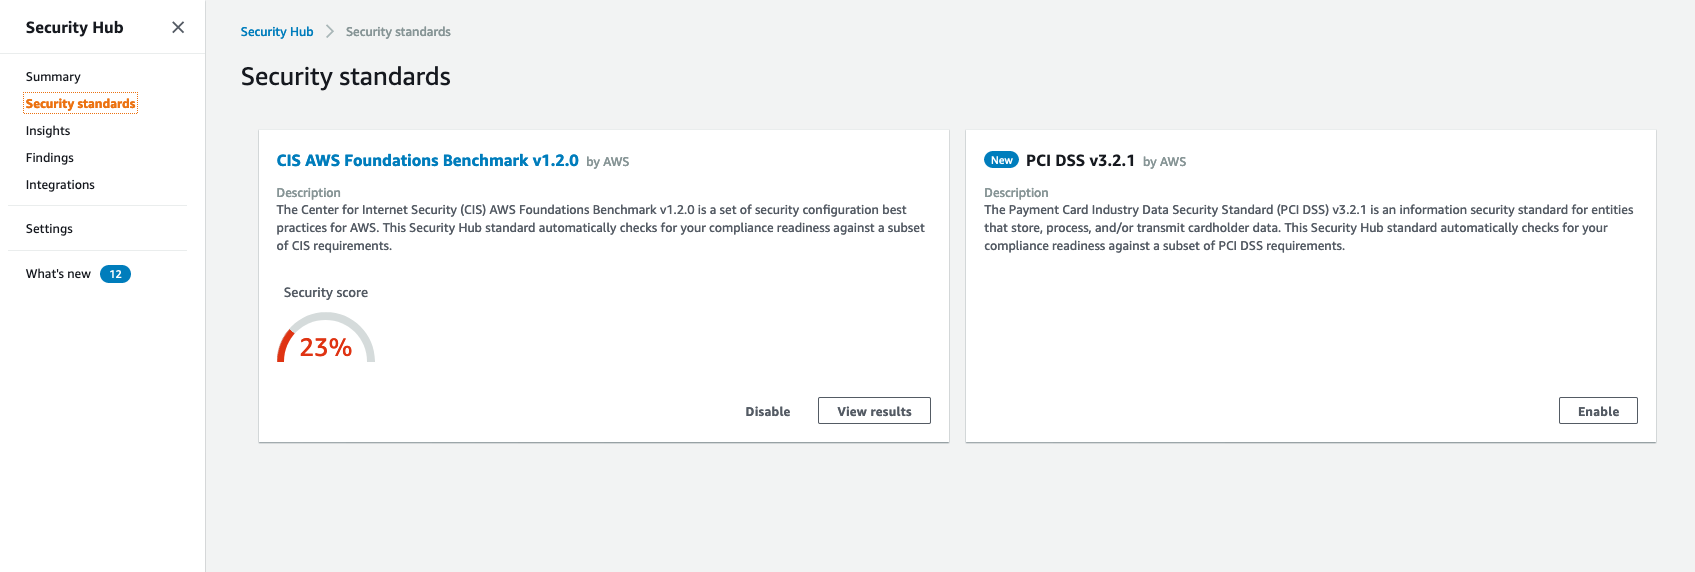 Security Hub
Summary
Security standards
Insights
Findings
Integrations
Settings
What's new 12
Security Hub Security standards
Security standards
CIS AWS Foundations Benchmark v1.2.0 by AWS
Description
The Center for Internet Security (CIS) AWS Foundations Benchmark v1.2.0 is a set of security configuration best
practices for AWS. This Security Hub standard automatically checks for your compliance readiness against a subset
of CIS requirements.
Security score
23%
Disable View results
New PCI DSS v3.2.1 by AWS
Description
The Payment Card Industry Data Security Standard (PCI DSS) v3.2.1 is an information security standard for entities
that store, process, and/or transmit cardholder data. This Security Hub standard automatically checks for your
compliance readiness against a subset of PCI DSS requirements.
Enable